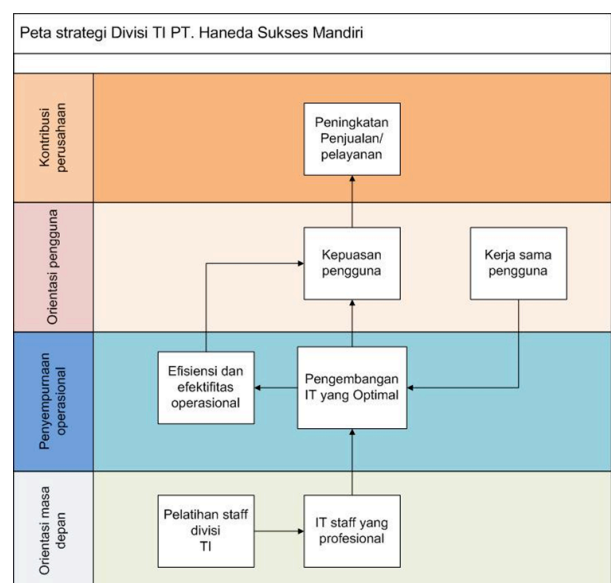 Peta strategi Divisi TI PT. Haneda Sukses Mandiri
Kontribusi
perusahaan
Peningkatan
Penjualan/
pelayanan
Orientasi pengguna
Kepuasan
pengguna
Kerja sama
pengguna
Penyempurnaan
operasional
Efisiensi dan
efektifitas
operasional
Pengembangan
IT yang Optimal
Orientasi masa
depan
Pelatihan staff
divisi
TI
IT staff yang
profesional